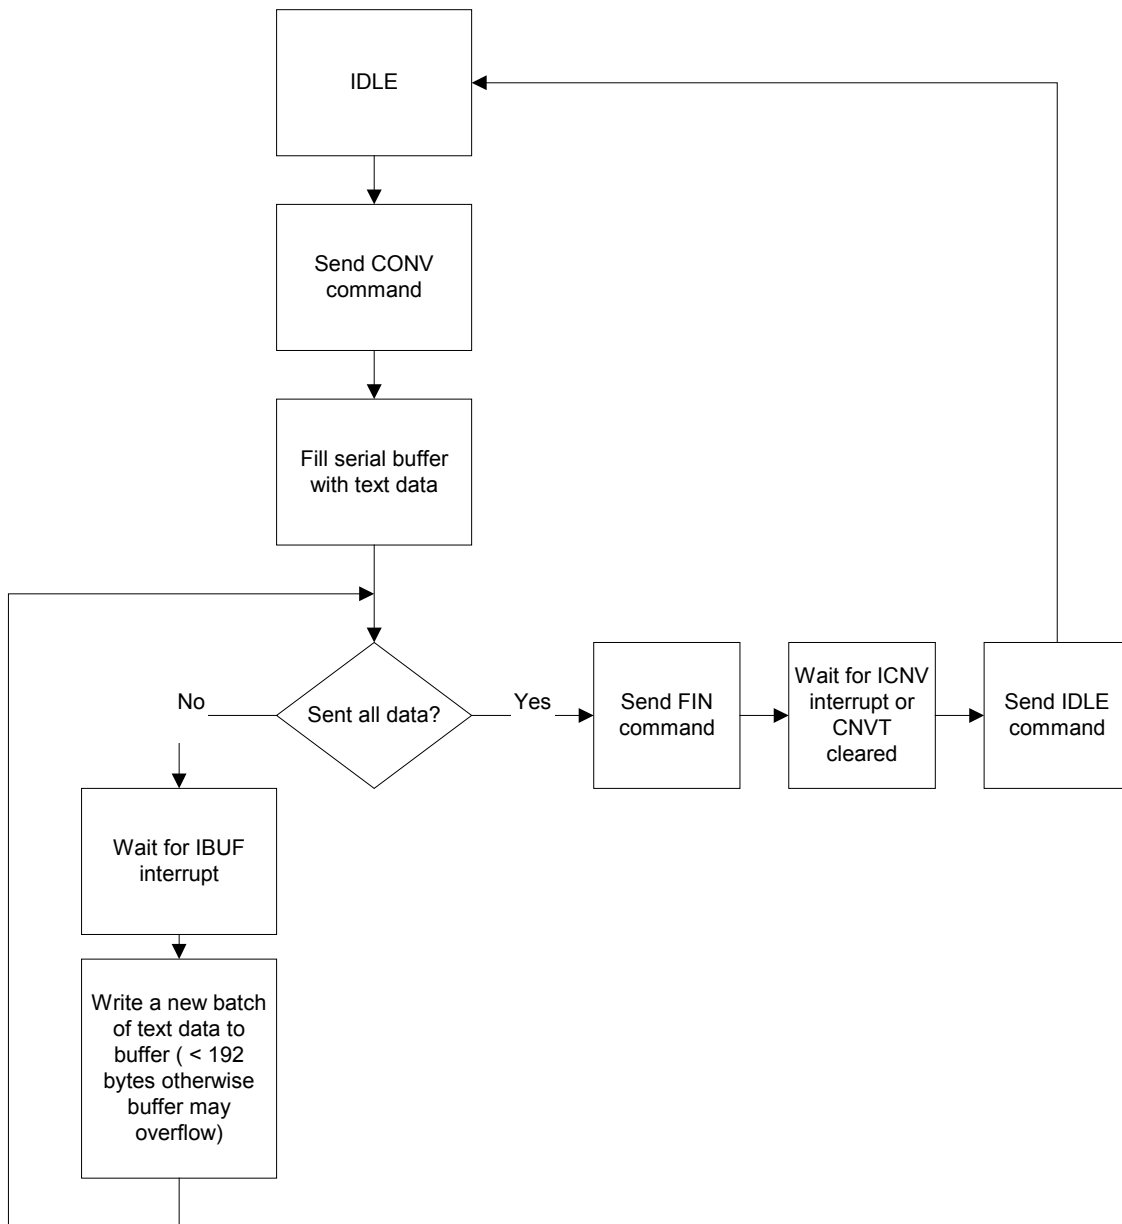 IDLE
Send CONV
command
Fill serial buffer
with text data
Sent all data?
No
Yes
Send FIN
command
Wait for ICNV
interrupt or
CNVT
cleared
Send IDLE
command
Wait for IBUF
interrupt
Write a new batch
of text data to
buffer ( < 192
bytes otherwise
buffer may
overflow)